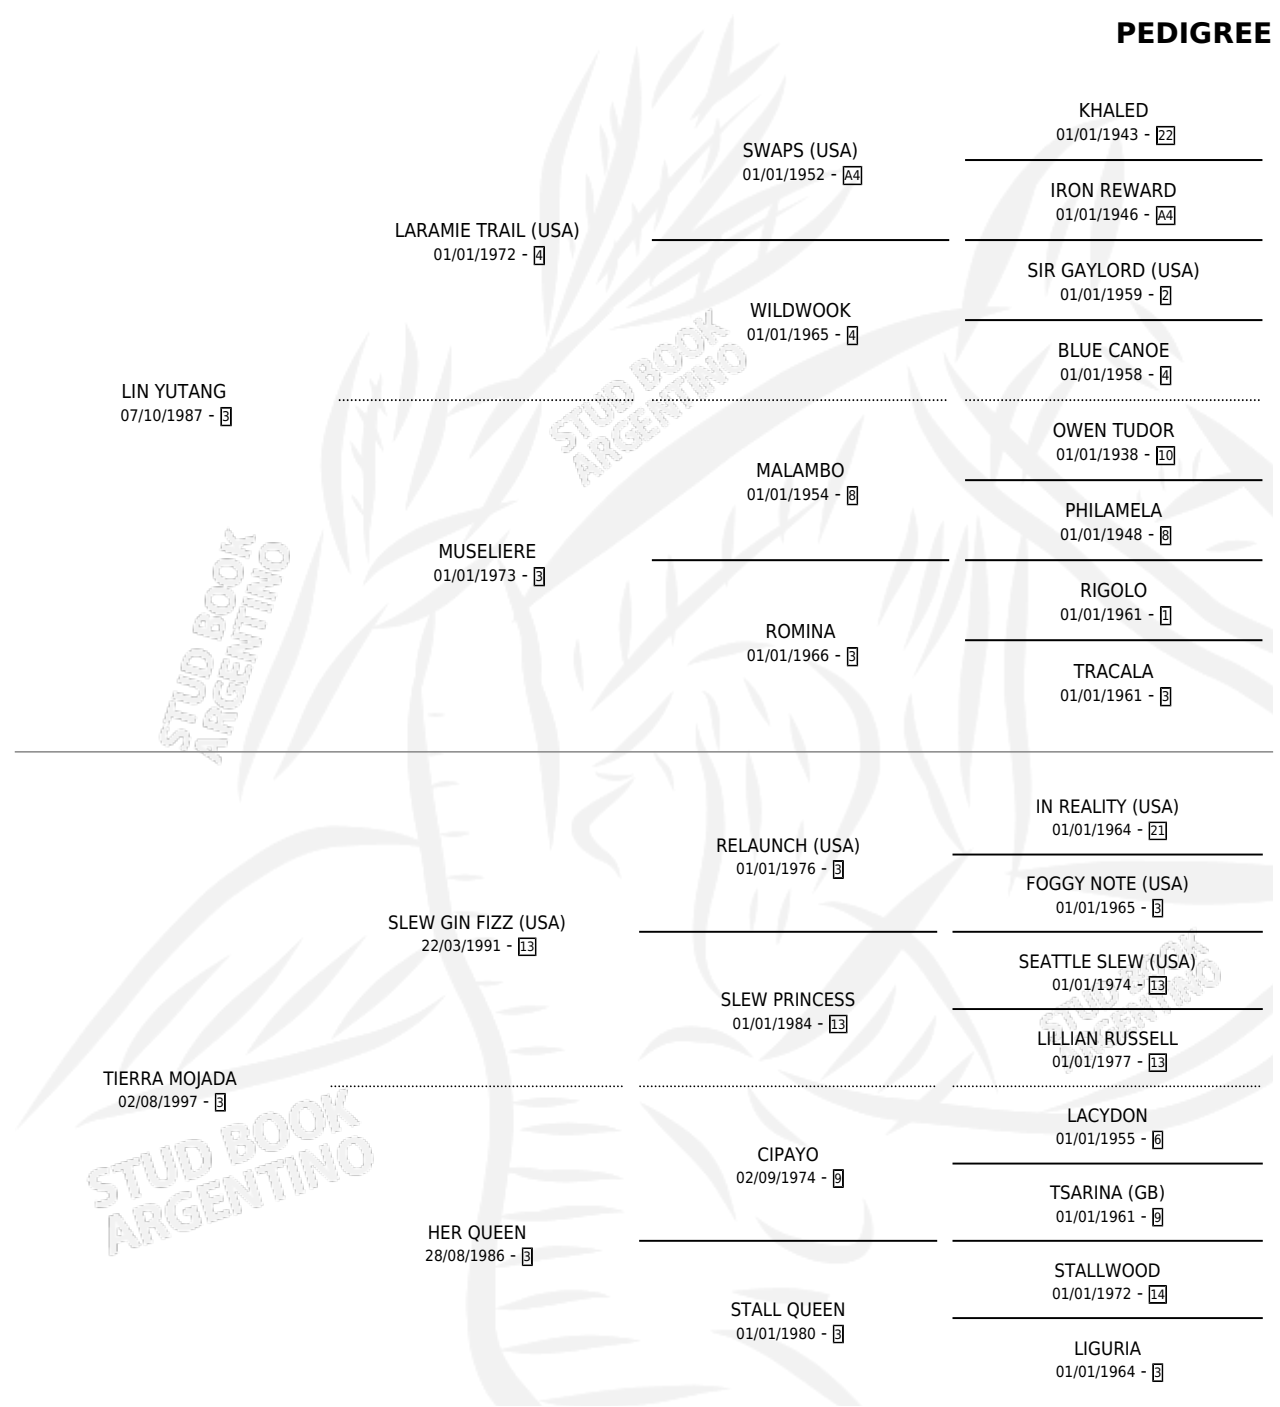 PEDIGREE
KHALED
01/01/1943 - 22
SWAPS (USA)
01/01/1952 - A4
IRON REWARD
01/01/1946 - A4
LARAMIE TRAIL (USA)
01/01/1972 - 4
SIR GAYLORD (USA)
01/01/1959 - 2
WILDWOOK
01/01/1965 - 4
BLUE CANOE
01/01/1958 - 4
LIN YUTANG
07/10/1987 - 3
OWEN TUDOR
01/01/1938 - 10
MALAMBO
01/01/1954 - 8
PHILAMELA
01/01/1948 - 8
MUSELIERE
01/01/1973 - 3
RIGOLO
01/01/1961 - 1
ROMINA
01/01/1966 - 3
TRACALA
01/01/1961 - 3
IN REALITY (USA)
01/01/1964 - 21
RELAUNCH (USA)
01/01/1976 - 3
FOGGY NOTE (USA)
01/01/1965 - 3
SLEW GIN FIZZ (USA)
22/03/1991 - 13
SEATTLE SLEW (USA)
01/01/1974 - 13
SLEW PRINCESS
01/01/1984 - 13
LILLIAN RUSSELL
01/01/1977 - 13
TIERRA MOJADA
02/08/1997 - 3
LACYDON
01/01/1955 - 6
CIPAYO
02/09/1974 - 9
TSARINA (GB)
01/01/1961 - 9
HER QUEEN
28/08/1986 - 3
STALLWOOD
01/01/1972 - 14
STALL QUEEN
01/01/1980 - 3
LIGURIA
01/01/1964 - 3
STUD BOOK
ARGENTINO
STUD BOOK
ARGENTINO
STUD BOOK
ARGENTINO
STUD BOOK
ARGENTINO